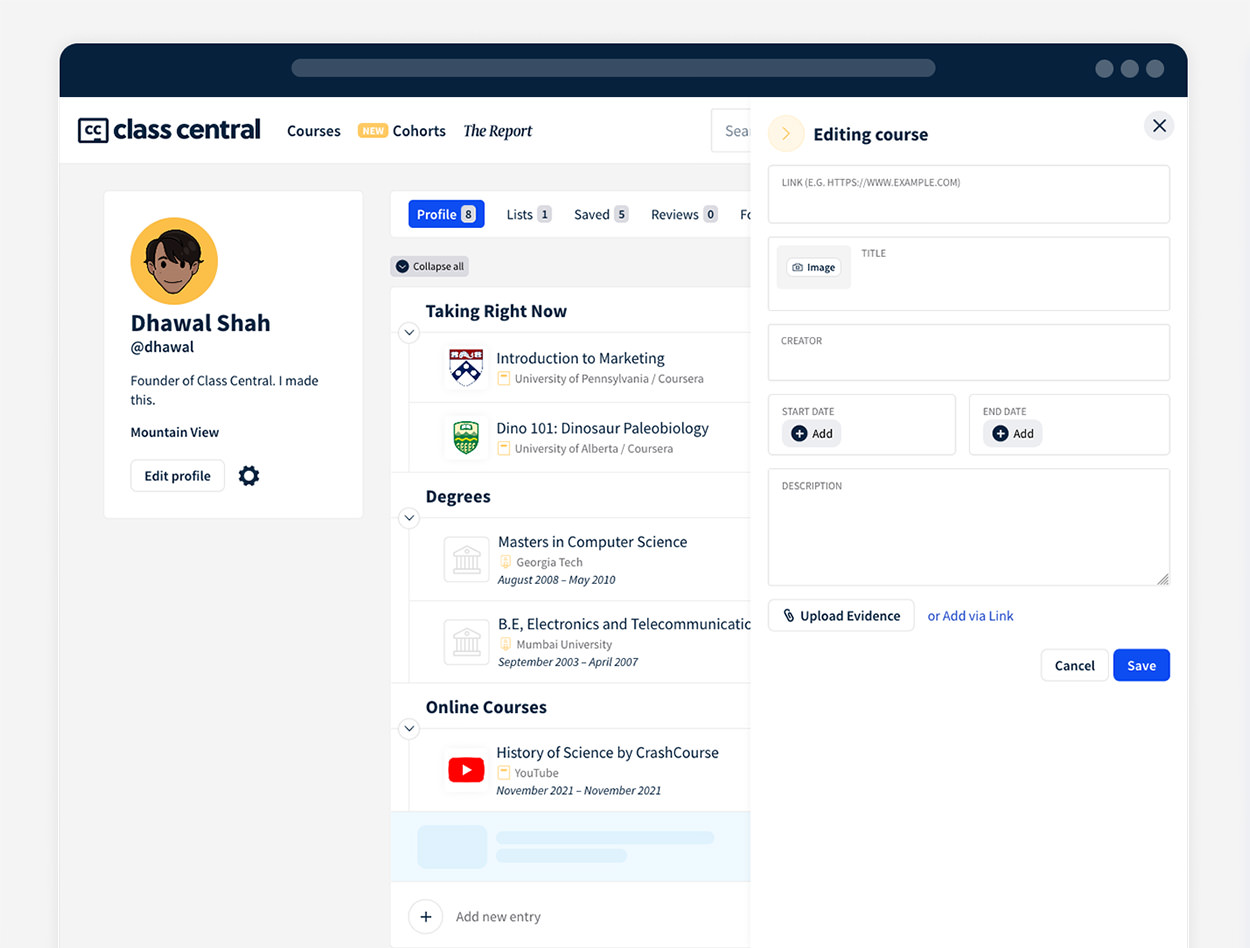 CC class central
Courses
NEW Cohorts
The Report
Sea
Dhawal Shah
@dhawal
Founder of Class Central. I made
this.
Mountain View
Edit profile
Profile 8
Lists 1
Saved 5
Reviews 0
Fo
Collapse all
Taking Right Now
Introduction to Marketing
University of Pennsylvania / Coursera
Dino 101: Dinosaur Paleobiology
University of Alberta / Coursera
Degrees
Masters in Computer Science
Georgia Tech
August 2008 – May 2010
B.E, Electronics and Telecommunicatio
Mumbai University
September 2003 – April 2007
Online Courses
History of Science by CrashCourse
YouTube
November 2021 – November 2021
Add new entry
Editing course
LINK (E.G. HTTPS://WWW.EXAMPLE.COM)
Image
TITLE
CREATOR
START DATE
Add
END DATE
Add
DESCRIPTION
Upload Evidence
or Add via Link
Cancel
Save